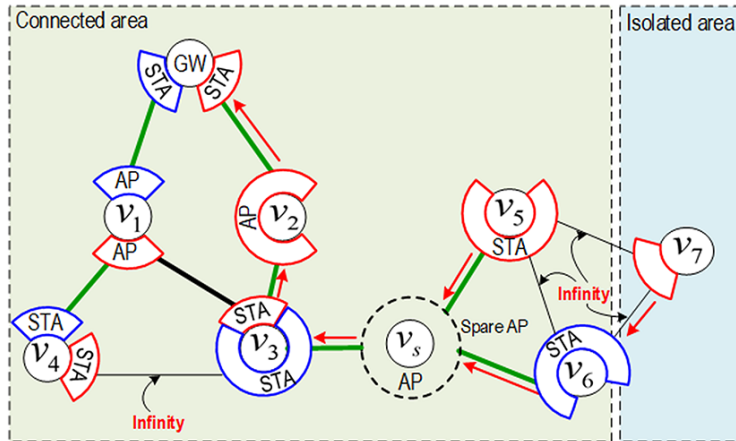 Connected area
Isolated area
GW
STA
STA
AP
v1
AP
AP
v2
v5
STA
v7
Infinity
STA
v4
STA
STA
v3
STA
vs
AP
Spare AP
STA
v6
Infinity